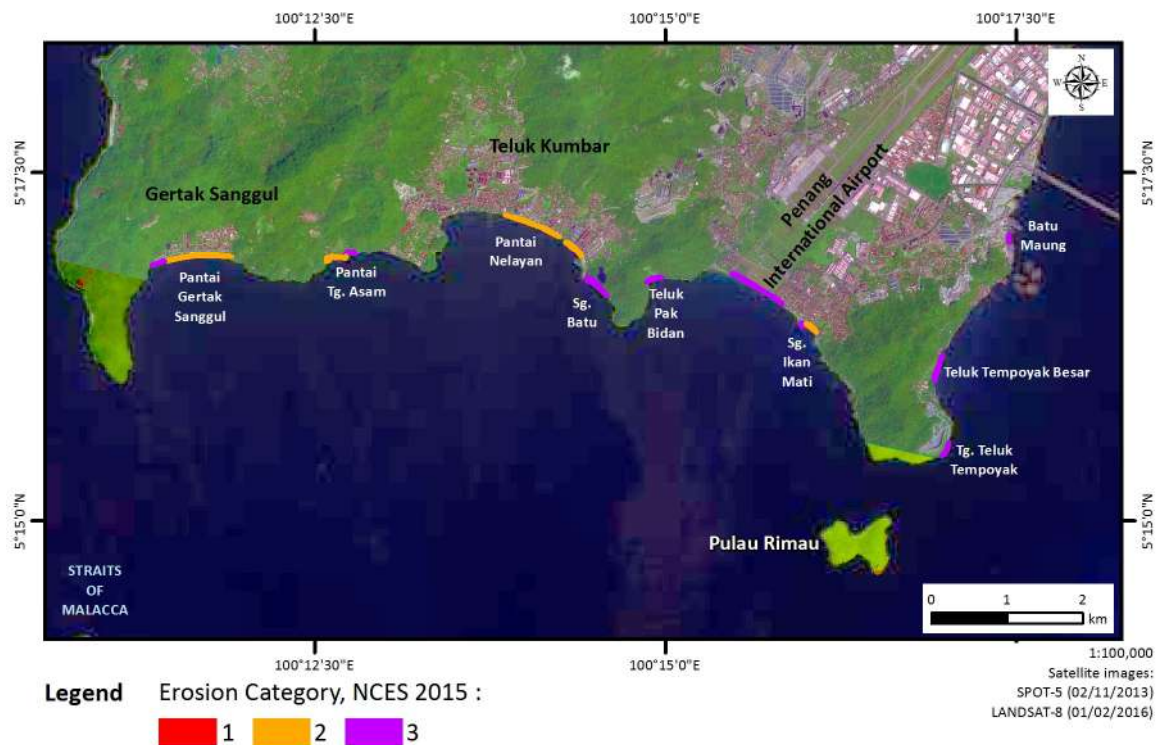 100°12'30"E
100°15'0"E
100°17'30"E
N
W E
S
5°17'30"N
5°17'30"N
Teluk Kumbar
Gertak Sanggul
Penang
International Airport
Batu
Maung
Pantai
Gertak
Sanggul
Pantai
Tg. Asam
Pantai
Nelayan
Sg.
Batu
Teluk
Pak
Bidan
Sg.
Ikan
Mati
Teluk Tempoyak Besar
Tg. Teluk
Tempoyak
5°15'0"N
5°15'0"N
Pulau Rimau
STRAITS
OF
MALACCA
0 1 2
km
100°12'30"E
100°15'0"E
100°17'30"E
1:100,000
Satellite images:
SPOT-5 (02/11/2013)
LANDSAT-8 (01/02/2016)
Legend Erosion Category, NCES 2015 :
1 2 3